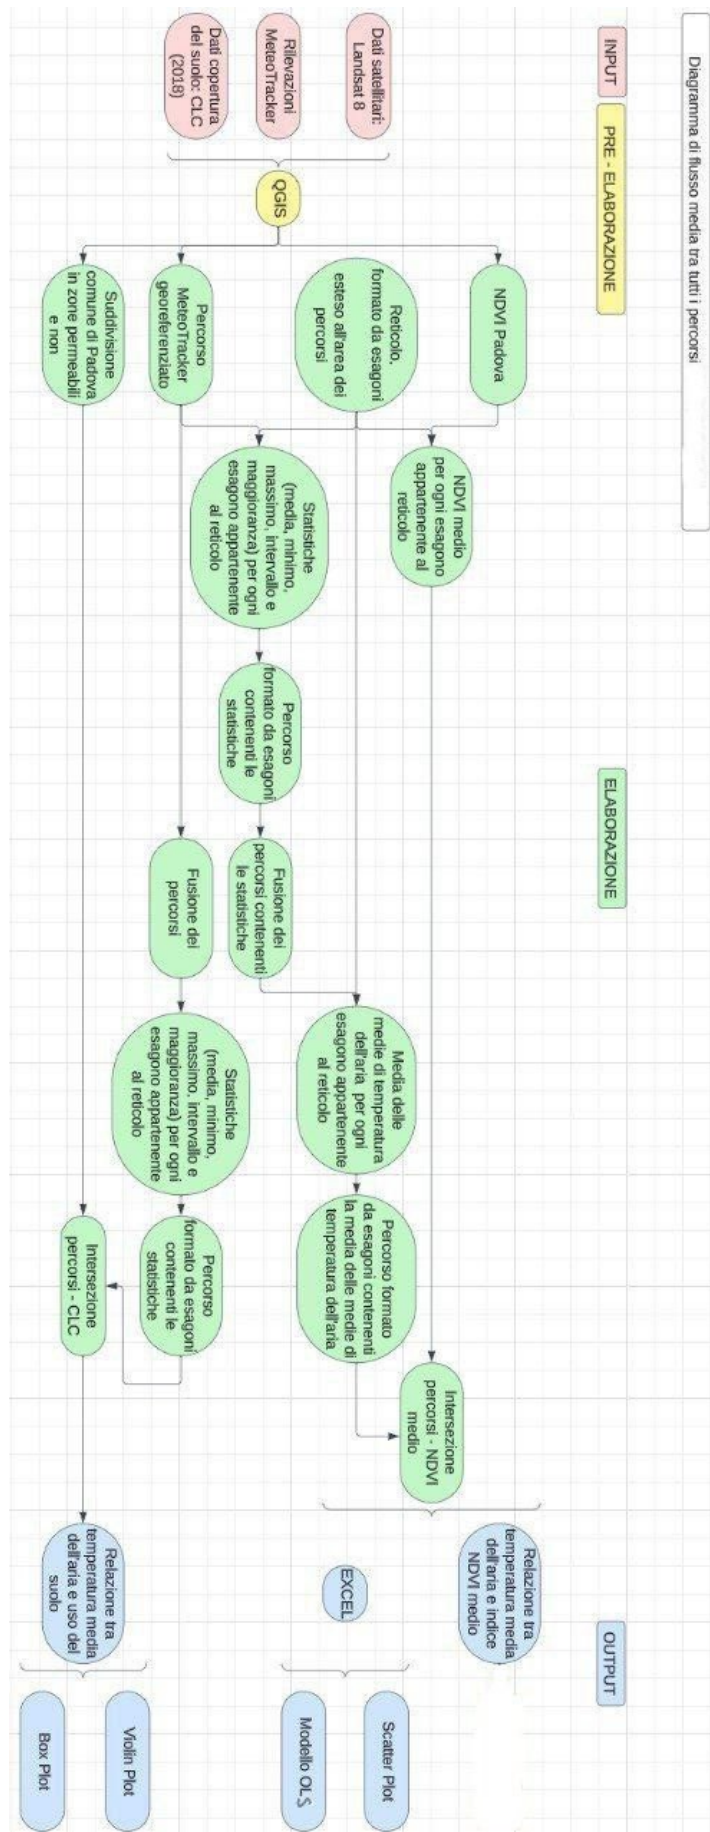 Diagramma di flusso media tra tutti i percorsi
INPUT
PRE - ELABORAZIONE
ELABORAZIONE
OUTPUT
Dati satellitari:
Landsat 8
Rilevazioni
MeteoTracker
Dati copertura
del suolo: CLC
(2018)
QGIS
NDVI Padova
Reticolo,
formato da esagoni
esteso all'area dei
percorsi
Percorso
MeteoTracker
georeferenziato
Suddivisione
comune di Padova
in zone permeabili
e non
NDVI medio
per ogni esagono
appartenente al
reticolo
Statistiche
(media, minimo,
massimo, intervallo e
maggioranza) per ogni
esagono appartenente
al reticolo
Percorso
formato da esagoni
contenenti le
statistiche
Fusione dei
percorsi contenenti
le statistiche
Fusione dei
percorsi
Media delle
medie di temperatura
dell'aria per ogni
esagono appartenente
al reticolo
Statistiche
(media, minimo,
massimo, intervallo e
maggioranza) per ogni
esagono appartenente
al reticolo
Percorso formato
da esagoni contenenti
la media delle medie di
temperatura dell'aria
Percorso
formato da esagoni
contenenti le
statistiche
Intersezione
percorsi - CLC
Intersezione
percorsi - NDVI
medio
Relazione tra
temperatura media
dell'aria e indice
NDVI medio
EXCEL
Relazione tra
temperatura media
dell'aria e uso del
suolo
Scatter Plot
Modello OLS
Violin Plot
Box Plot